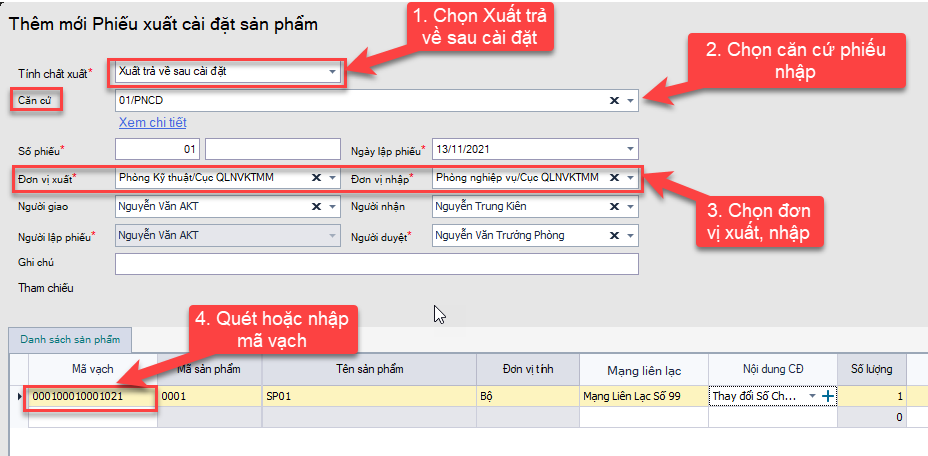 Thêm mới Phiếu xuất cài đặt sản phẩm
1. Chọn Xuất trả
về sau cài đặt
Tính chất xuất* Xuất trả về sau cài đặt
2. Chọn căn cứ phiếu
nhập
Căn cứ 01/PNCD
Xem chi tiết
Số phiếu* 01 Ngày lập phiếu* 13/11/2021
Đơn vị xuất* Phòng Kỹ thuật/Cục QLNVKTMM Đơn vị nhập* Phòng nghiệp vụ/Cục QLNVKTMM
Người giao Nguyễn Văn AKT Người nhận Nguyễn Trung Kiên
3. Chọn đơn
vị xuất, nhập
Người lập phiếu* Nguyễn Văn AKT Người duyệt* Nguyễn Văn Trưởng Phòng
Ghi chú
Tham chiếu
4. Quét hoặc nhập
mã vạch
Danh sách sản phẩm
Mã vạch Mã sản phẩm Tên sản phẩm Đơn vị tính Mạng liên lạc Nội dung CĐ Số lượng
000100010001021 0001 SP01 Bộ Mạng Liên Lạc Số 99 Thay đổi Số Ch... 1
0